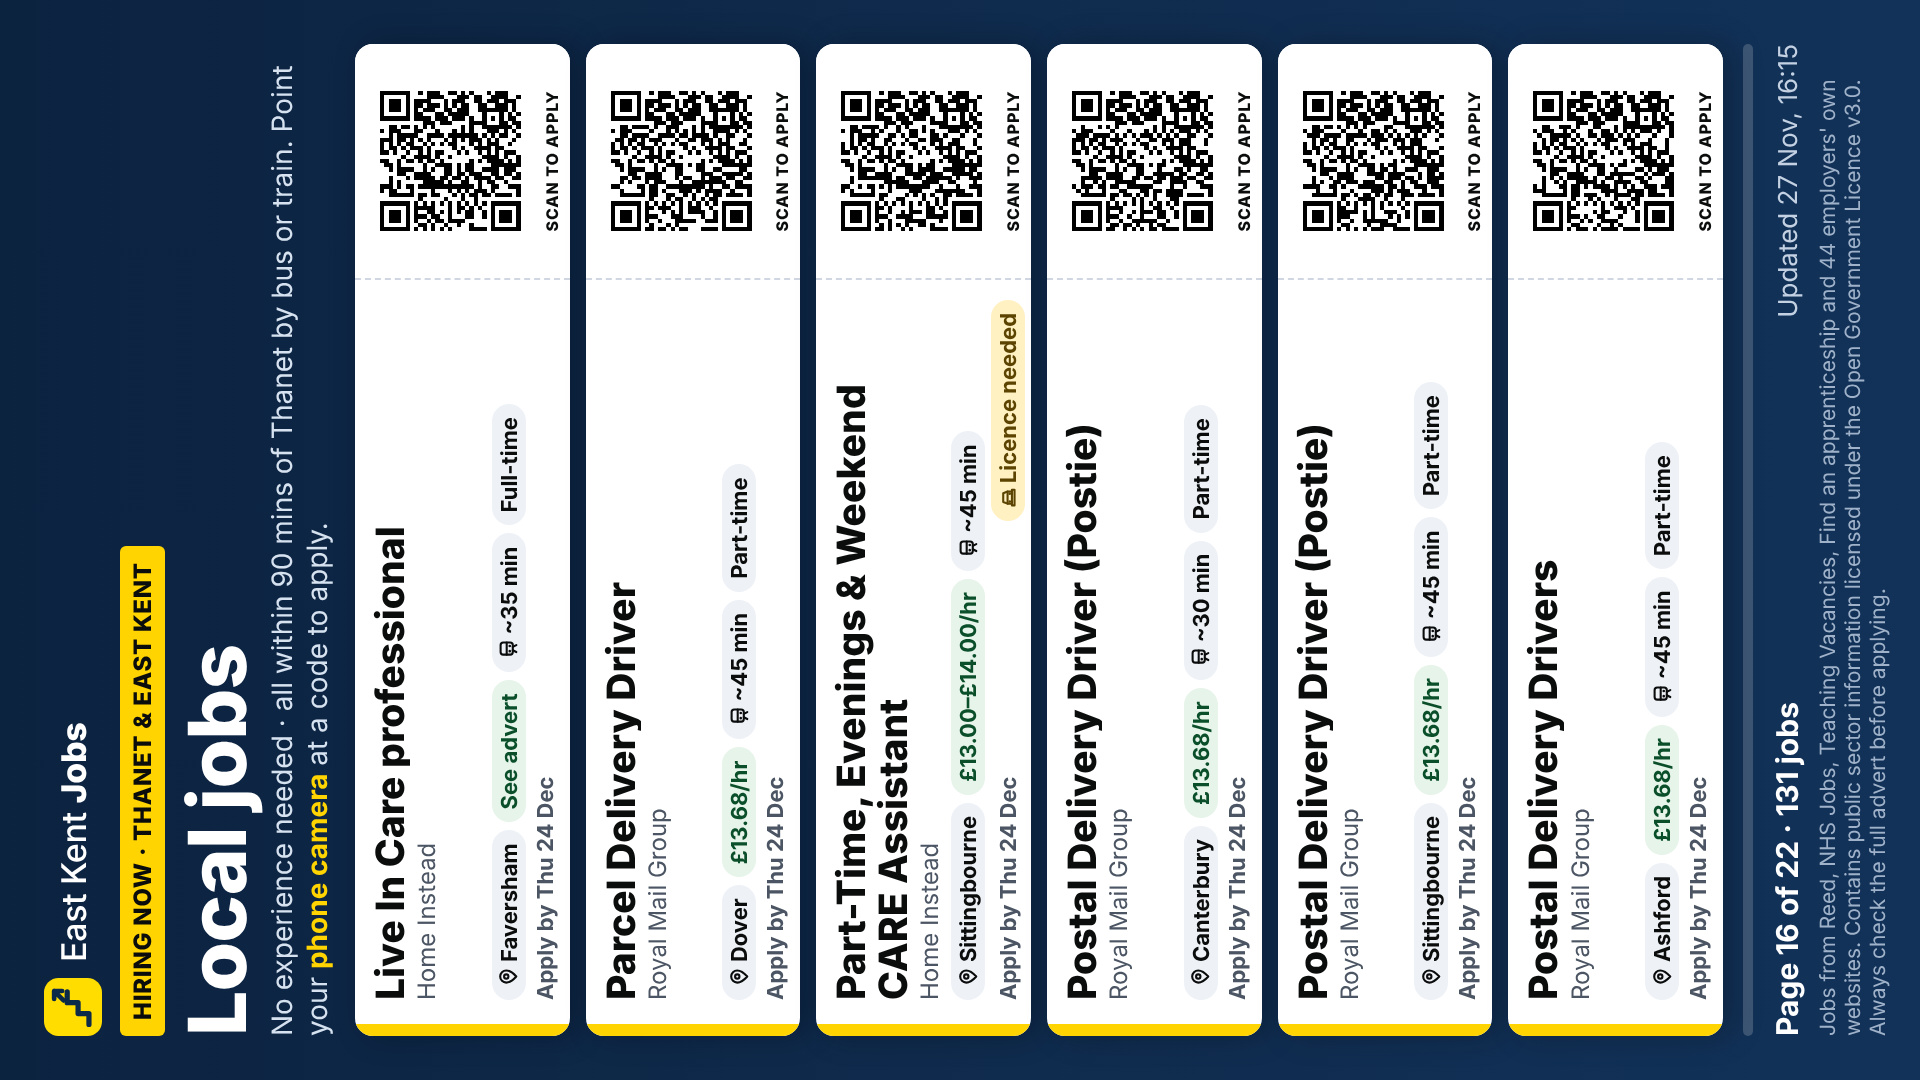 East Kent Jobs
HIRING NOW · THANET & EAST KENT
Local jobs
No experience needed · all within 90 mins of Thanet by bus or train. Point
your phone camera at a code to apply.
Live In Care professional
Home Instead
Faversham See advert ~35 min Full-time
Apply by Thu 24 Dec
SCAN TO APPLY
Parcel Delivery Driver
Royal Mail Group
Dover £13.68/hr ~45 min Part-time
Apply by Thu 24 Dec
SCAN TO APPLY
Part-Time, Evenings & Weekend
CARE Assistant
Home Instead
Sittingbourne £13.00–£14.00/hr ~45 min
Apply by Thu 24 Dec Licence needed
SCAN TO APPLY
Postal Delivery Driver (Postie)
Royal Mail Group
Canterbury £13.68/hr ~30 min Part-time
Apply by Thu 24 Dec
SCAN TO APPLY
Postal Delivery Driver (Postie)
Royal Mail Group
Sittingbourne £13.68/hr ~45 min Part-time
Apply by Thu 24 Dec
SCAN TO APPLY
Postal Delivery Drivers
Royal Mail Group
Ashford £13.68/hr ~45 min Part-time
Apply by Thu 24 Dec
SCAN TO APPLY
Page 16 of 22 · 131 jobs Updated 27 Nov, 16:15
Jobs from Reed, NHS Jobs, Teaching Vacancies, Find an apprenticeship and 44 employers' own
websites. Contains public sector information licensed under the Open Government Licence v3.0.
Always check the full advert before applying.